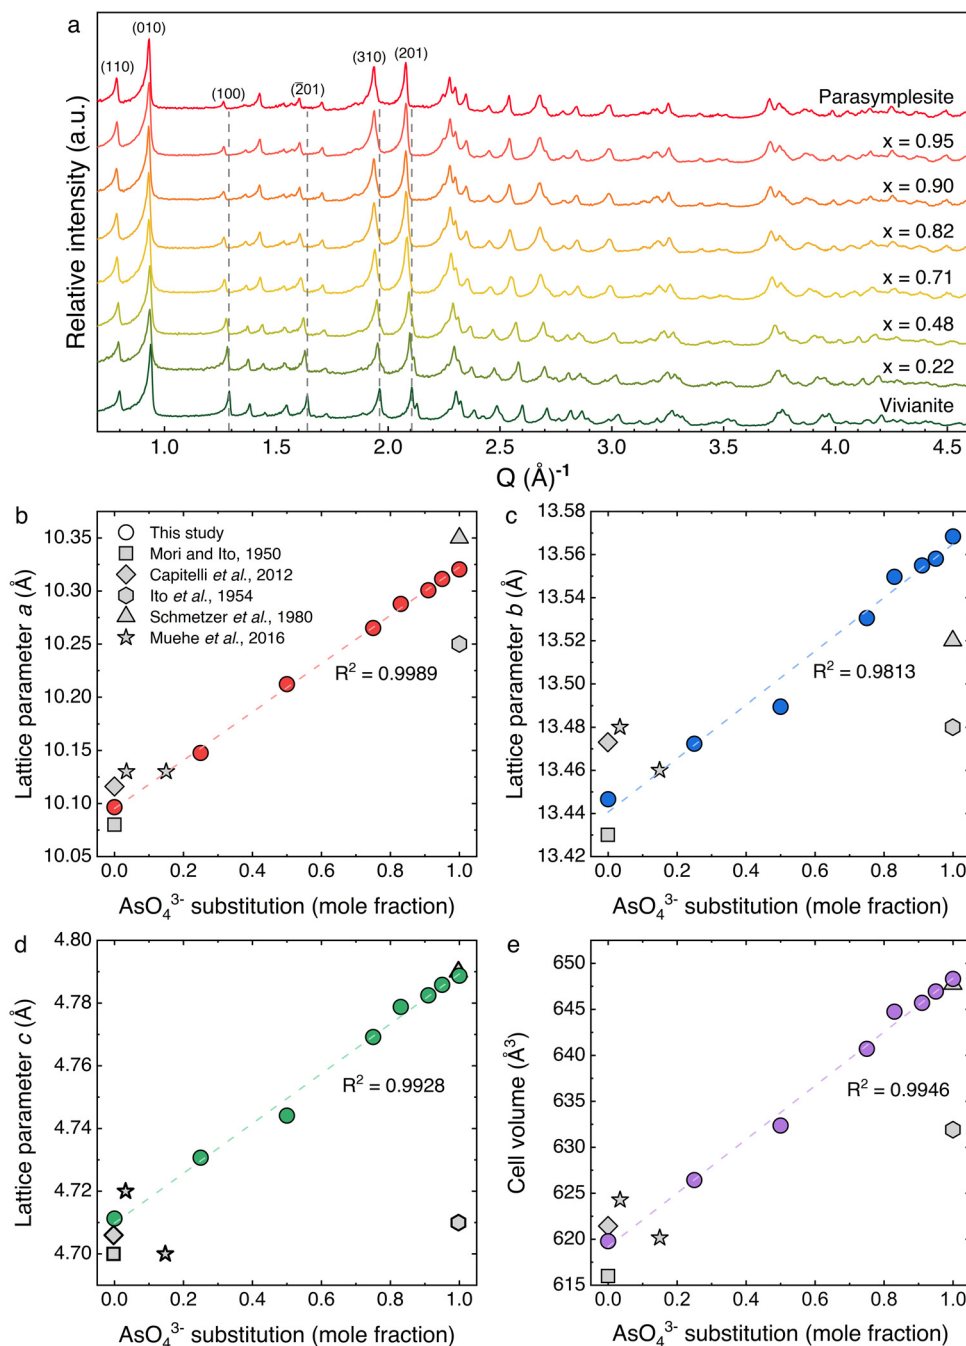 a
(110)
(010)
(100)
(2̅01)
(310)
(201)
Parasymplesite
x = 0.95
x = 0.90
x = 0.82
x = 0.71
x = 0.48
x = 0.22
Vivianite
Relative intensity (a.u.)
1.0 1.5 2.0 2.5 3.0 3.5 4.0 4.5
Q (Å)⁻¹
b
This study
Mori and Ito, 1950
Capitelli et al., 2012
Ito et al., 1954
Schmetzer et al., 1980
Muehe et al., 2016
R² = 0.9989
Lattice parameter a (Å)
10.35
10.30
10.25
10.20
10.15
10.10
10.05
0.0 0.2 0.4 0.6 0.8 1.0
AsO₄³⁻ substitution (mole fraction)
c
R² = 0.9813
Lattice parameter b (Å)
13.58
13.56
13.54
13.52
13.50
13.48
13.46
13.44
13.42
0.0 0.2 0.4 0.6 0.8 1.0
AsO₄³⁻ substitution (mole fraction)
d
R² = 0.9928
Lattice parameter c (Å)
4.80
4.78
4.76
4.74
4.72
4.70
0.0 0.2 0.4 0.6 0.8 1.0
AsO₄³⁻ substitution (mole fraction)
e
R² = 0.9946
Cell volume (Å³)
650
645
640
635
630
625
620
615
0.0 0.2 0.4 0.6 0.8 1.0
AsO₄³⁻ substitution (mole fraction)